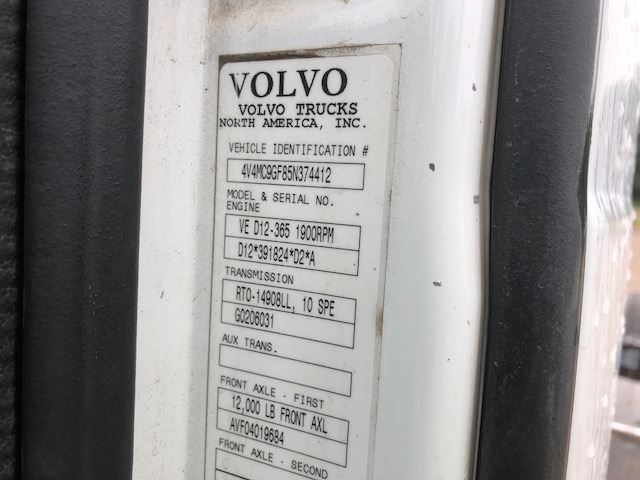 VOLVO
VOLVO TRUCKS
NORTH AMERICA, INC.
VEHICLE IDENTIFICATION #
4V4MC9GF85N374412
MODEL & SERIAL NO.
ENGINE
VE D12-365 1900RPM
D12*391824*D2*A
TRANSMISSION
RTO-14908LL, 10 SPE
G0206031
AUX TRANS.
FRONT AXLE - FIRST
12,000 LB FRONT AXL
AVF04019684
FRONT AXLE - SECOND